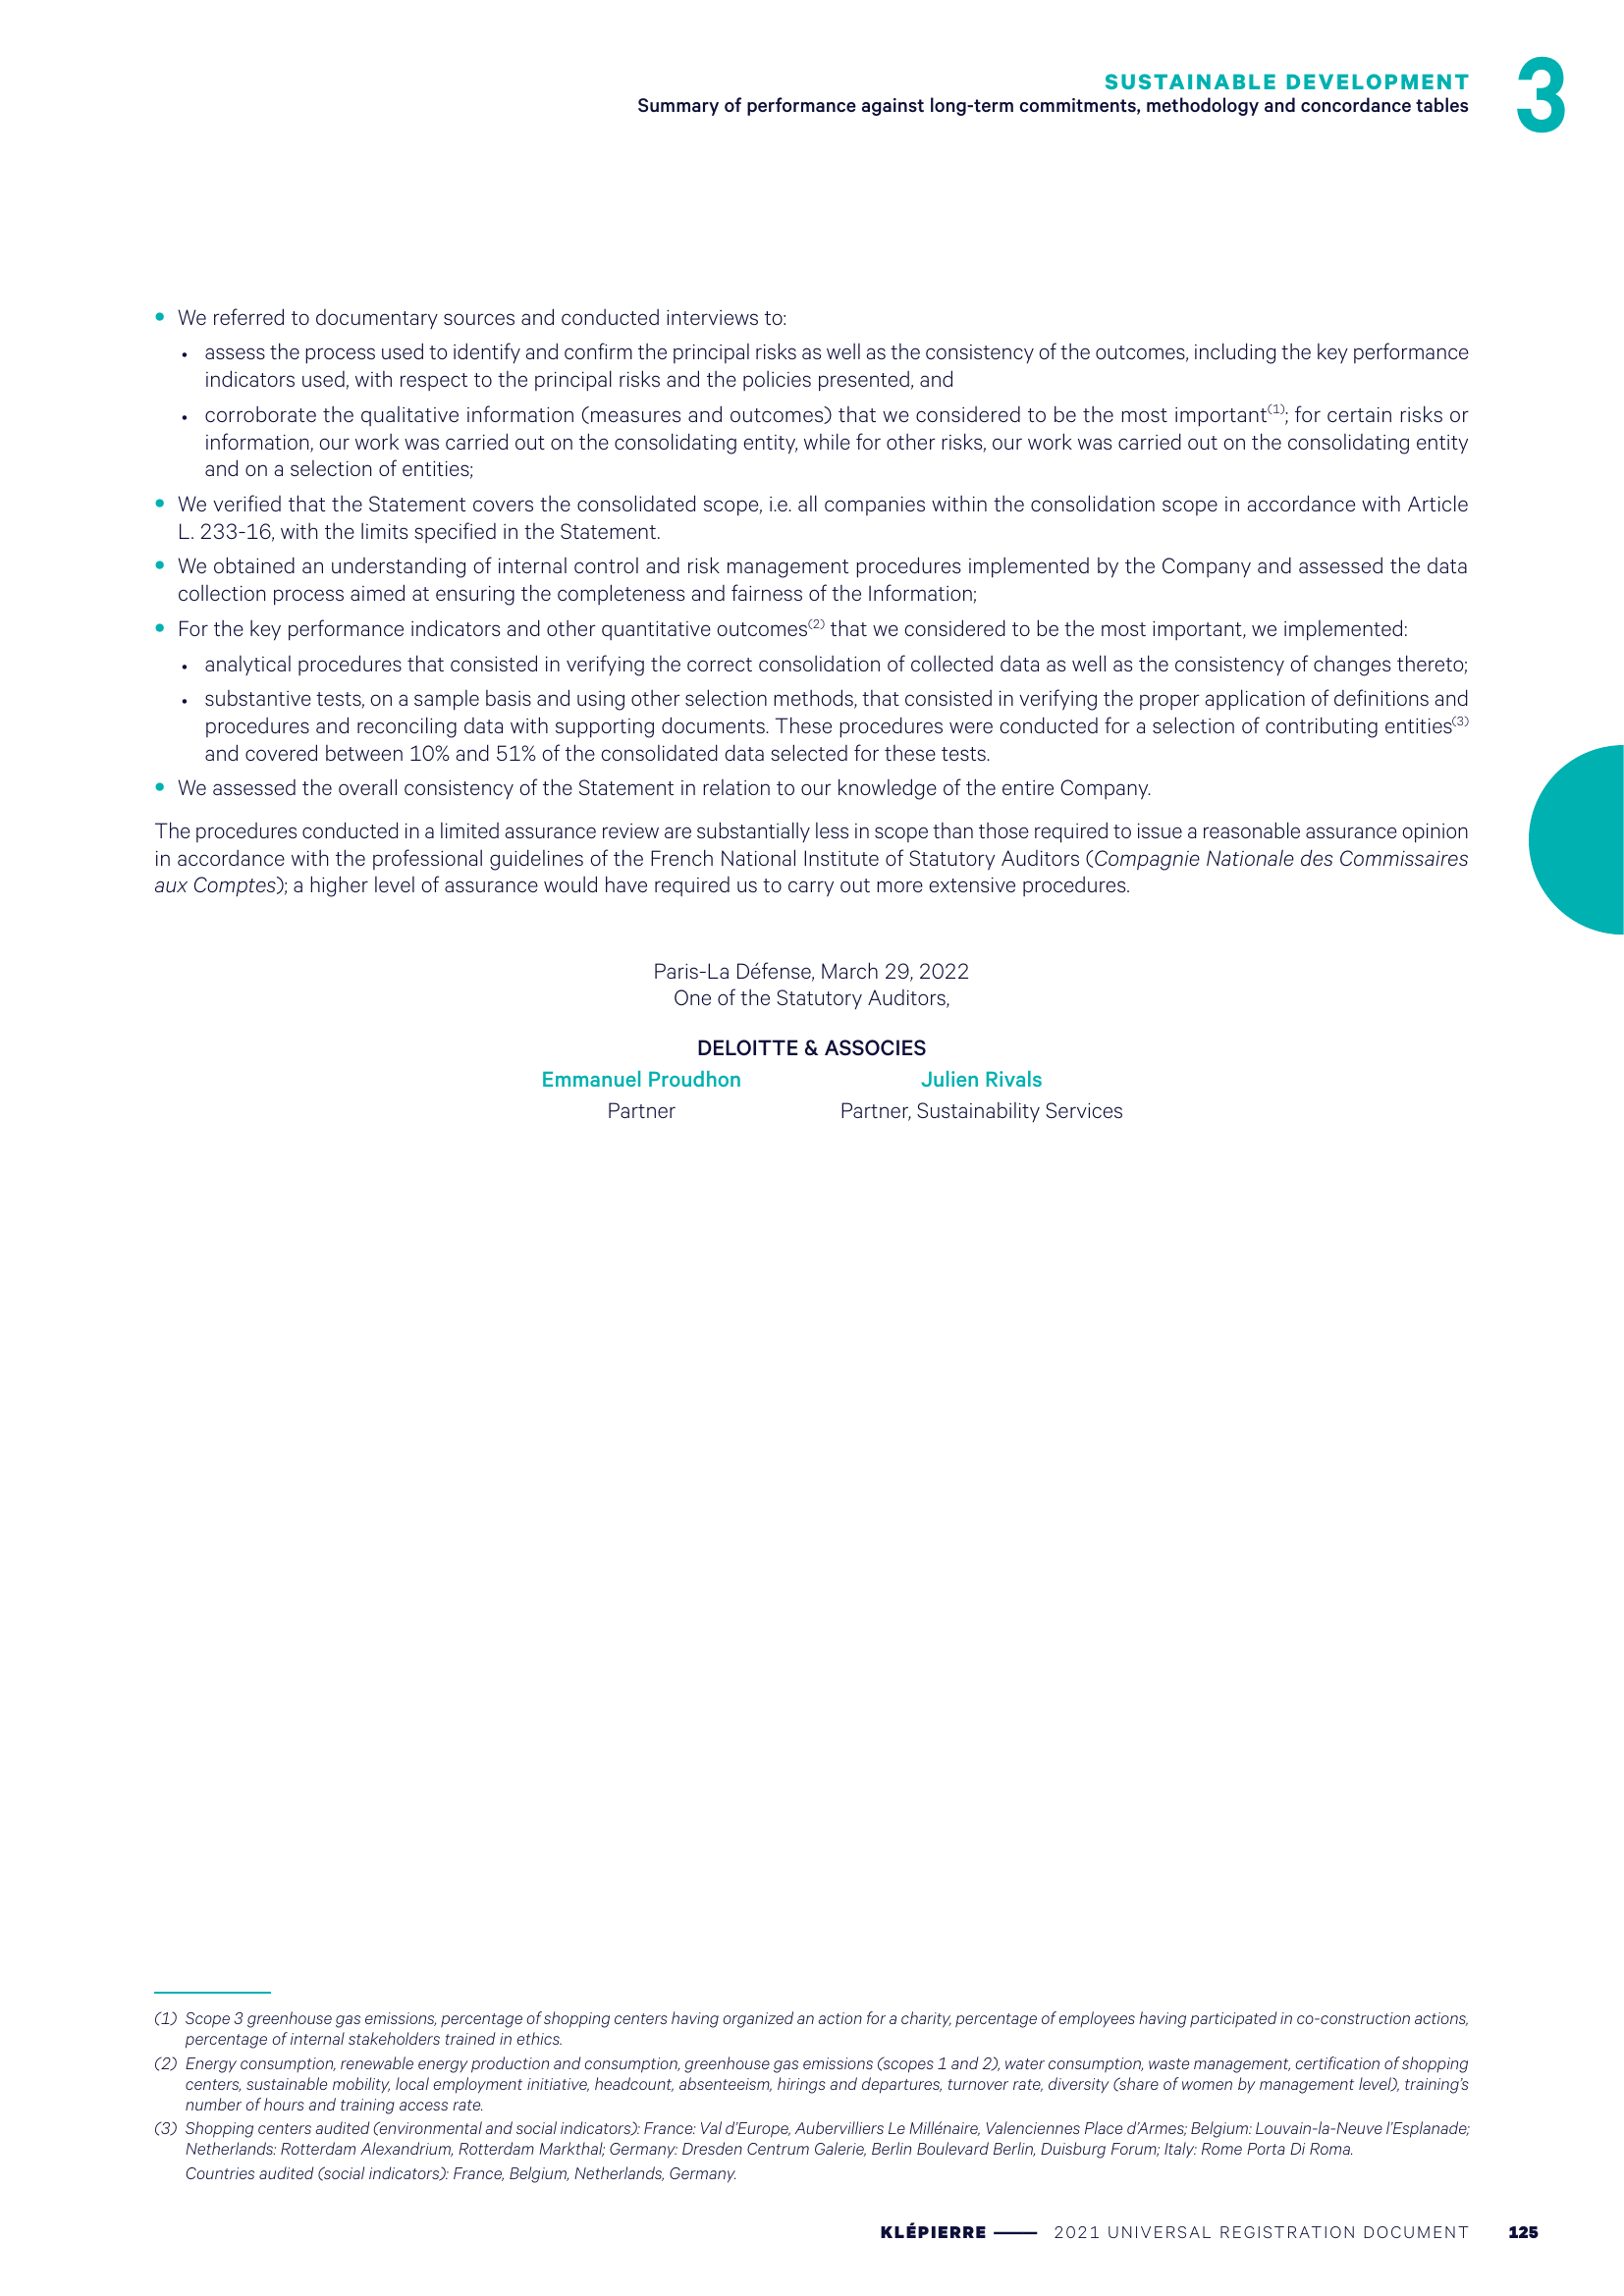 SUSTAINABLE DEVELOPMENT
Summary of performance against long-term commitments, methodology and concordance tables
3
• We referred to documentary sources and conducted interviews to:
• assess the process used to identify and confirm the principal risks as well as the consistency of the outcomes, including the key performance
indicators used, with respect to the principal risks and the policies presented, and
• corroborate the qualitative information (measures and outcomes) that we considered to be the most important(1); for certain risks or
information, our work was carried out on the consolidating entity, while for other risks, our work was carried out on the consolidating entity
and on a selection of entities;
• We verified that the Statement covers the consolidated scope, i.e. all companies within the consolidation scope in accordance with Article
L. 233-16, with the limits specified in the Statement.
• We obtained an understanding of internal control and risk management procedures implemented by the Company and assessed the data
collection process aimed at ensuring the completeness and fairness of the Information;
• For the key performance indicators and other quantitative outcomes(2) that we considered to be the most important, we implemented:
• analytical procedures that consisted in verifying the correct consolidation of collected data as well as the consistency of changes thereto;
• substantive tests, on a sample basis and using other selection methods, that consisted in verifying the proper application of definitions and
procedures and reconciling data with supporting documents. These procedures were conducted for a selection of contributing entities(3)
and covered between 10% and 51% of the consolidated data selected for these tests.
• We assessed the overall consistency of the Statement in relation to our knowledge of the entire Company.
The procedures conducted in a limited assurance review are substantially less in scope than those required to issue a reasonable assurance opinion
in accordance with the professional guidelines of the French National Institute of Statutory Auditors (Compagnie Nationale des Commissaires
aux Comptes); a higher level of assurance would have required us to carry out more extensive procedures.
Paris-La Défense, March 29, 2022
One of the Statutory Auditors,
DELOITTE & ASSOCIES
Emmanuel Proudhon Julien Rivals
Partner Partner, Sustainability Services
(1) Scope 3 greenhouse gas emissions, percentage of shopping centers having organized an action for a charity, percentage of employees having participated in co-construction actions,
percentage of internal stakeholders trained in ethics.
(2) Energy consumption, renewable energy production and consumption, greenhouse gas emissions (scopes 1 and 2), water consumption, waste management, certification of shopping
centers, sustainable mobility, local employment initiative, headcount, absenteeism, hirings and departures, turnover rate, diversity (share of women by management level), training's
number of hours and training access rate.
(3) Shopping centers audited (environmental and social indicators): France: Val d'Europe, Aubervilliers Le Millénaire, Valenciennes Place d'Armes; Belgium: Louvain-la-Neuve l'Esplanade;
Netherlands: Rotterdam Alexandrium, Rotterdam Markthal; Germany: Dresden Centrum Galerie, Berlin Boulevard Berlin, Duisburg Forum; Italy: Rome Porta Di Roma.
Countries audited (social indicators): France, Belgium, Netherlands, Germany.
KLÉPIERRE — 2021 UNIVERSAL REGISTRATION DOCUMENT 125